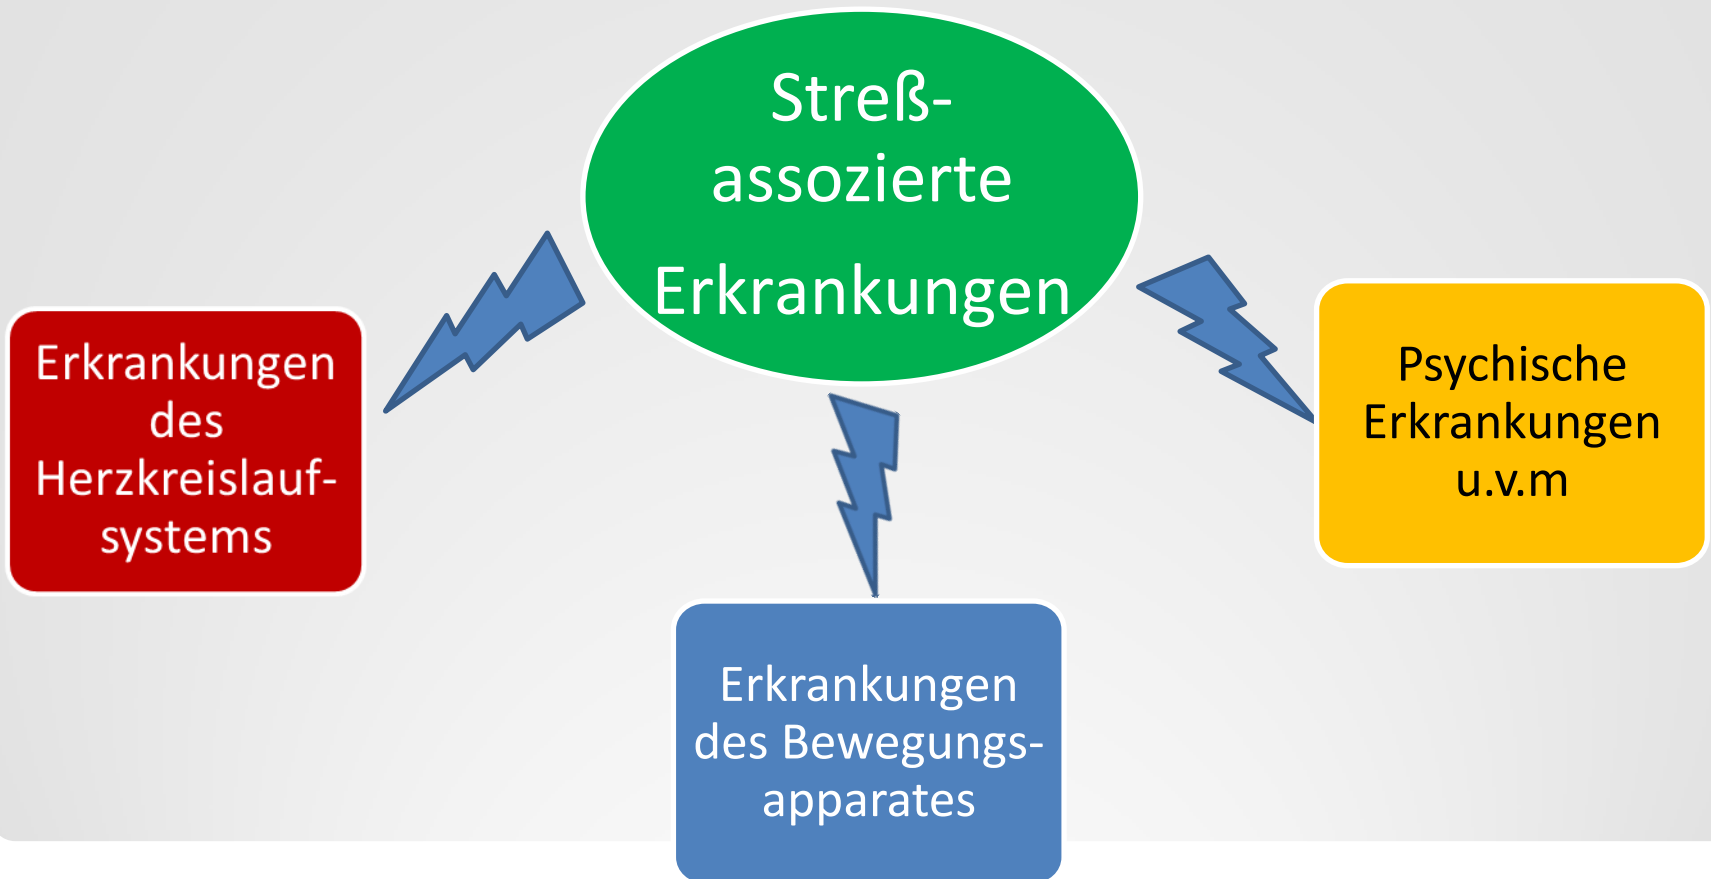 Streß-
assozierte
Erkrankungen
Erkrankungen
des
Herzkreislauf-
systems
Psychische
Erkrankungen
u.v.m
Erkrankungen
des Bewegungs-
apparates